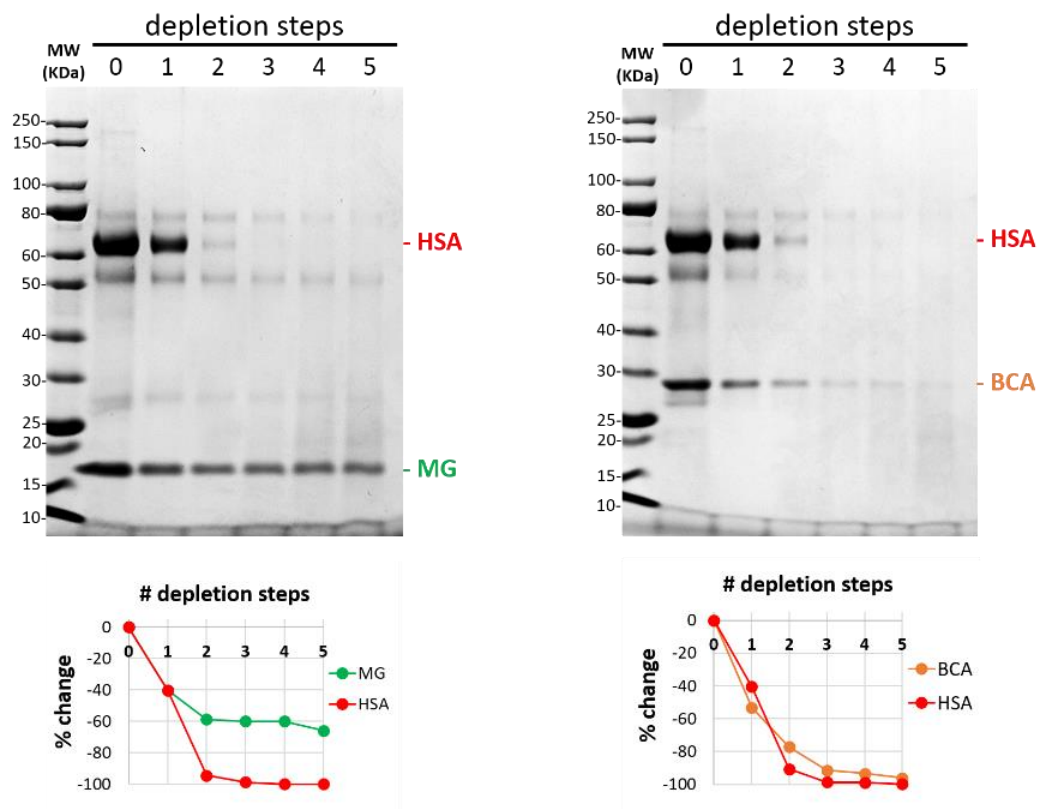 depletion steps
MW
(KDa)
0 1 2 3 4 5
250-
150-
100-
80-
60-
50-
40-
30-
25-
20-
15-
10-
- HSA
- MG
# depletion steps
% change
0
-20
-40
-60
-80
-100
0 1 2 3 4 5
MG
HSA
depletion steps
MW
(KDa)
0 1 2 3 4 5
250-
150-
100-
80-
60-
50-
40-
30-
25-
20-
15-
10-
- HSA
- BCA
# depletion steps
% change
0
-20
-40
-60
-80
-100
0 1 2 3 4 5
BCA
HSA